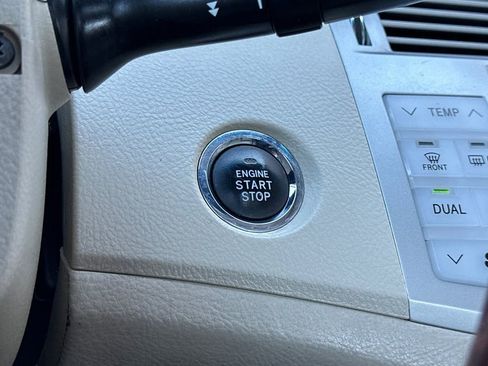 TEMP
FRONT
ENGINE
START
STOP
DUAL